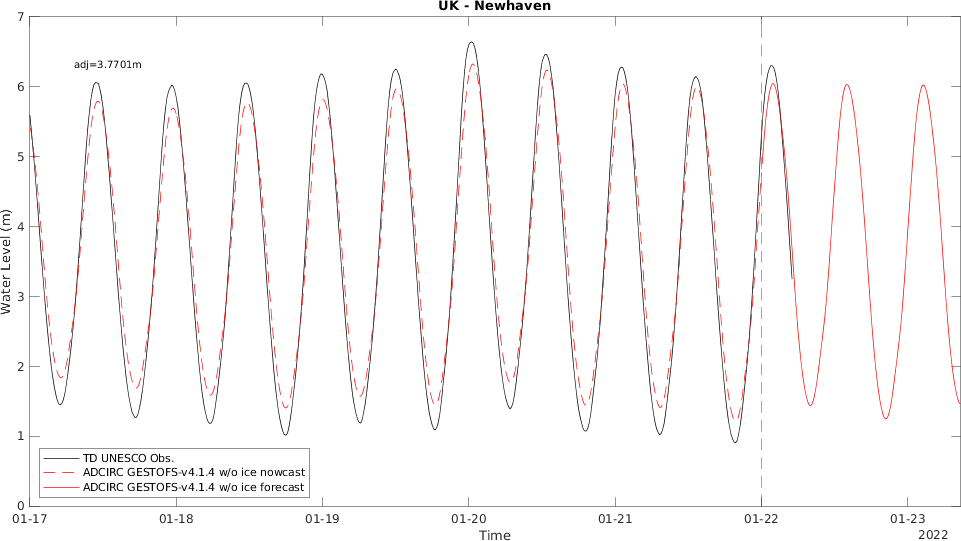 UK - Newhaven
7
adj=3.7701m
6
5
4
Water Level (m)
3
2
1
TD UNESCO Obs.
ADCIRC GESTOFS-v4.1.4 w/o ice nowcast
ADCIRC GESTOFS-v4.1.4 w/o ice forecast
0
01-17 01-18 01-19 01-20 01-21 01-22 01-23
Time 2022